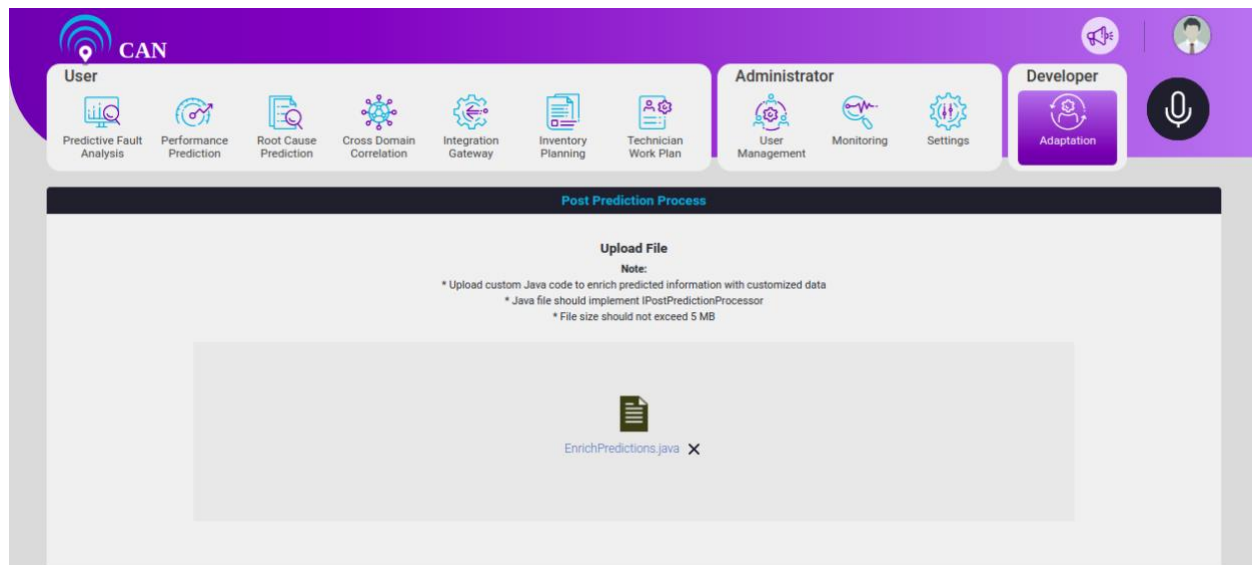 CAN
User
Administrator
Developer
Predictive Fault
Analysis
Performance
Prediction
Root Cause
Prediction
Cross Domain
Correlation
Integration
Gateway
Inventory
Planning
Technician
Work Plan
User
Management
Monitoring
Settings
Adaptation
Post Prediction Process
Upload File
Note:
* Upload custom Java code to enrich predicted information with customized data
* Java file should implement IPostPredictionProcessor
* File size should not exceed 5 MB
EnrichPredictions.java